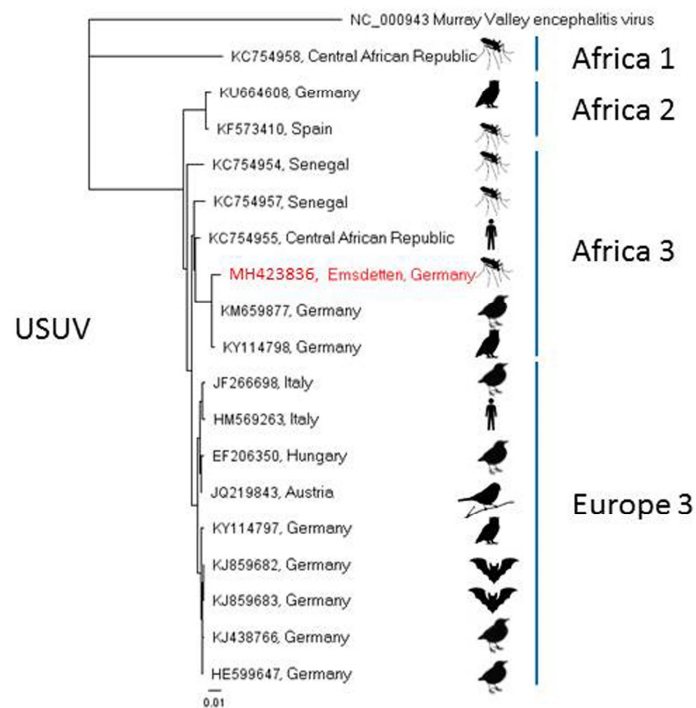 NC_000943 Murray Valley encephalitis virus
KC754958, Central African Republic
Africa 1
KU664608, Germany
Africa 2
KF573410, Spain
KC754954, Senegal
KC754957, Senegal
KC754955, Central African Republic
Africa 3
MH423836, Emsdetten, Germany
KM659877, Germany
USUV
KY114798, Germany
JF266698, Italy
HM569263, Italy
EF206350, Hungary
JQ219843, Austria
Europe 3
KY114797, Germany
KJ859682, Germany
KJ859683, Germany
KJ438766, Germany
HE599647, Germany
0.01